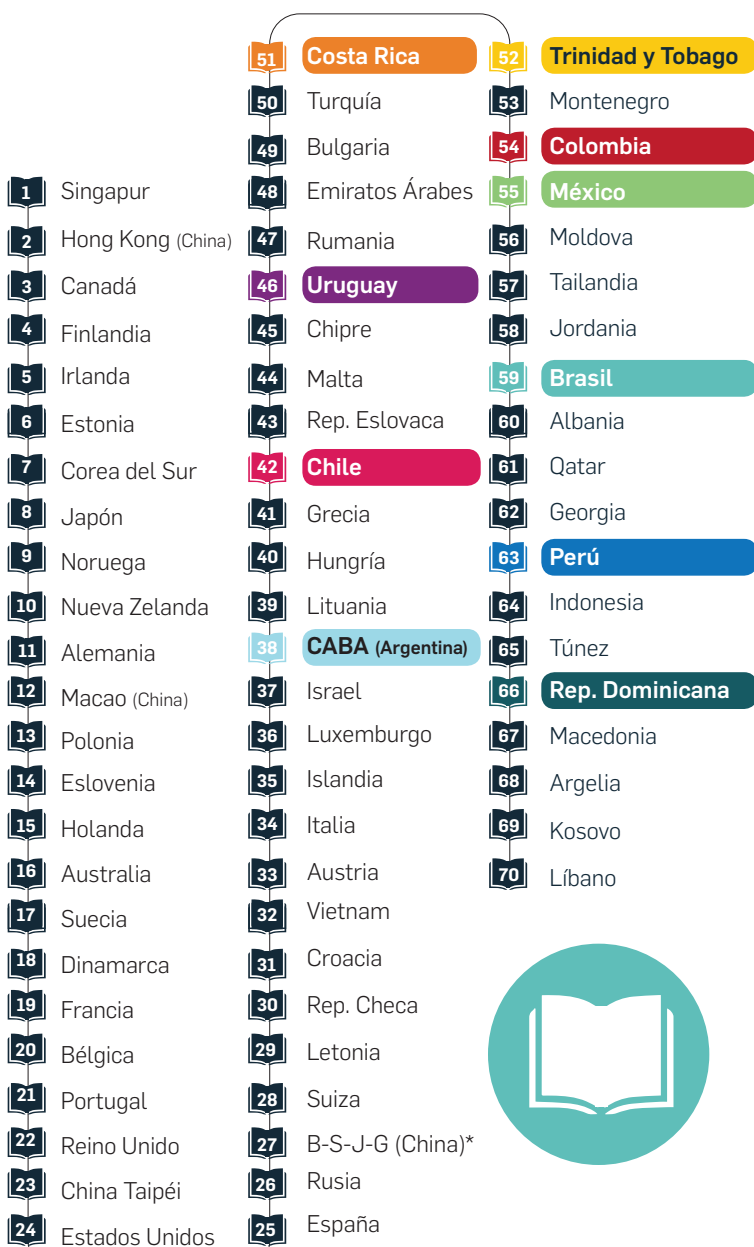 1 Singapur
2 Hong Kong (China)
3 Canadá
4 Finlandia
5 Irlanda
6 Estonia
7 Corea del Sur
8 Japón
9 Noruega
10 Nueva Zelanda
11 Alemania
12 Macao (China)
13 Polonia
14 Eslovenia
15 Holanda
16 Australia
17 Suecia
18 Dinamarca
19 Francia
20 Bélgica
21 Portugal
22 Reino Unido
23 China Taipéi
24 Estados Unidos
25 España
26 Rusia
27 B-S-J-G (China)*
28 Suiza
29 Letonia
30 Rep. Checa
31 Croacia
32 Vietnam
33 Austria
34 Italia
35 Islandia
36 Luxemburgo
37 Israel
38 CABA (Argentina)
39 Lituania
40 Hungría
41 Grecia
42 Chile
43 Rep. Eslovaca
44 Malta
45 Chipre
46 Uruguay
47 Rumania
48 Emiratos Árabes
49 Bulgaria
50 Turquía
51 Costa Rica
52 Trinidad y Tobago
53 Montenegro
54 Colombia
55 México
56 Moldova
57 Tailandia
58 Jordania
59 Brasil
60 Albania
61 Qatar
62 Georgia
63 Perú
64 Indonesia
65 Túnez
66 Rep. Dominicana
67 Macedonia
68 Argelia
69 Kosovo
70 Líbano